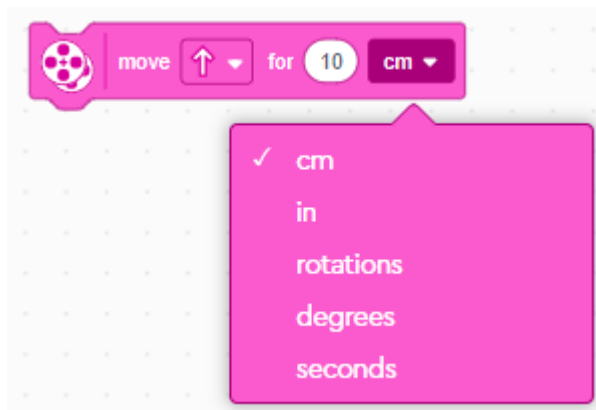 move for 10 cm
cm
in
rotations
degrees
seconds